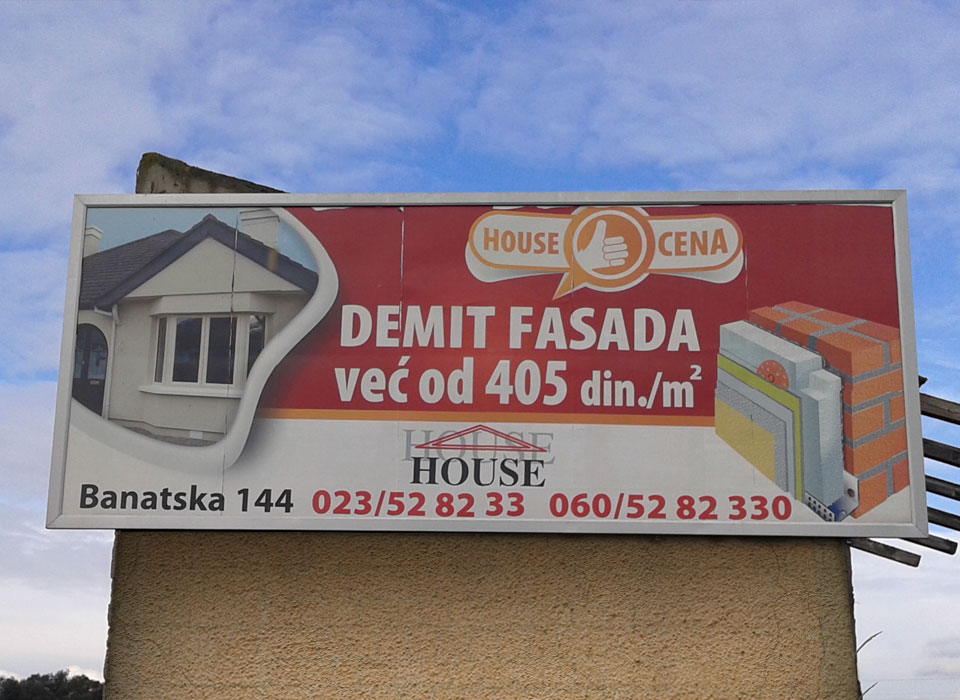 HOUSE CENA
DEMIT FASADA
već od 405 din./m²
HOUSE
HOUSE
Banatska 144 023/52 82 33 060/52 82 330